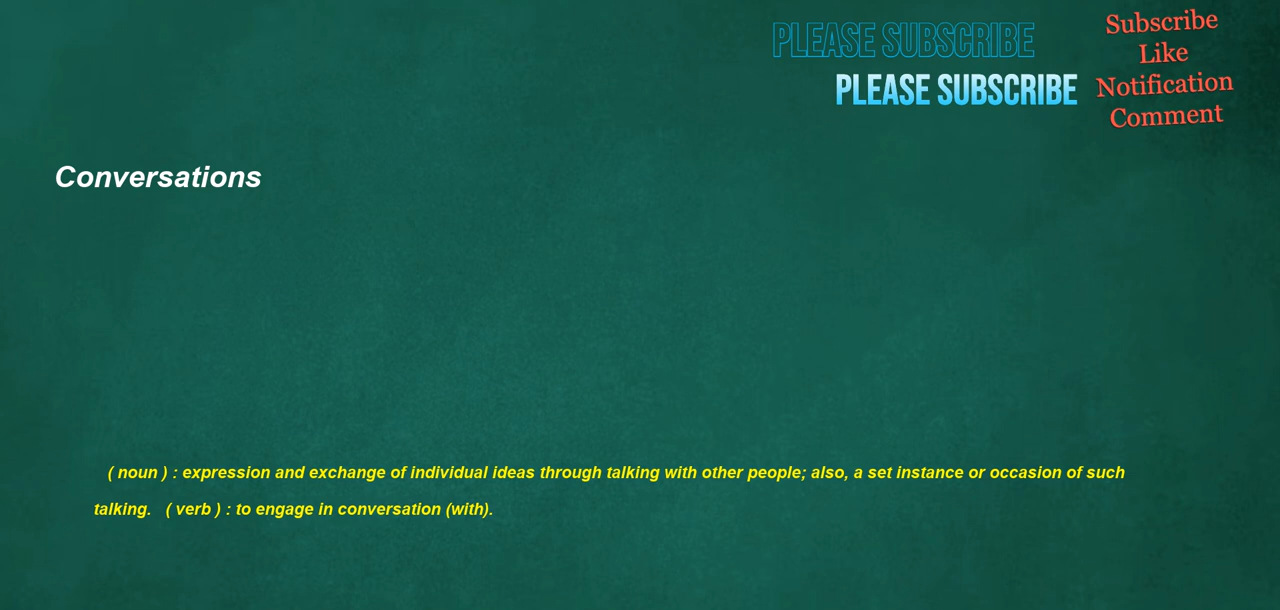 PLEASE SUBSCRIBE
PLEASE SUBSCRIBE
Subscribe
Like
Notification
Comment
Conversations
( noun ) : expression and exchange of individual ideas through talking with other people; also, a set instance or occasion of such
talking. ( verb ) : to engage in conversation (with).